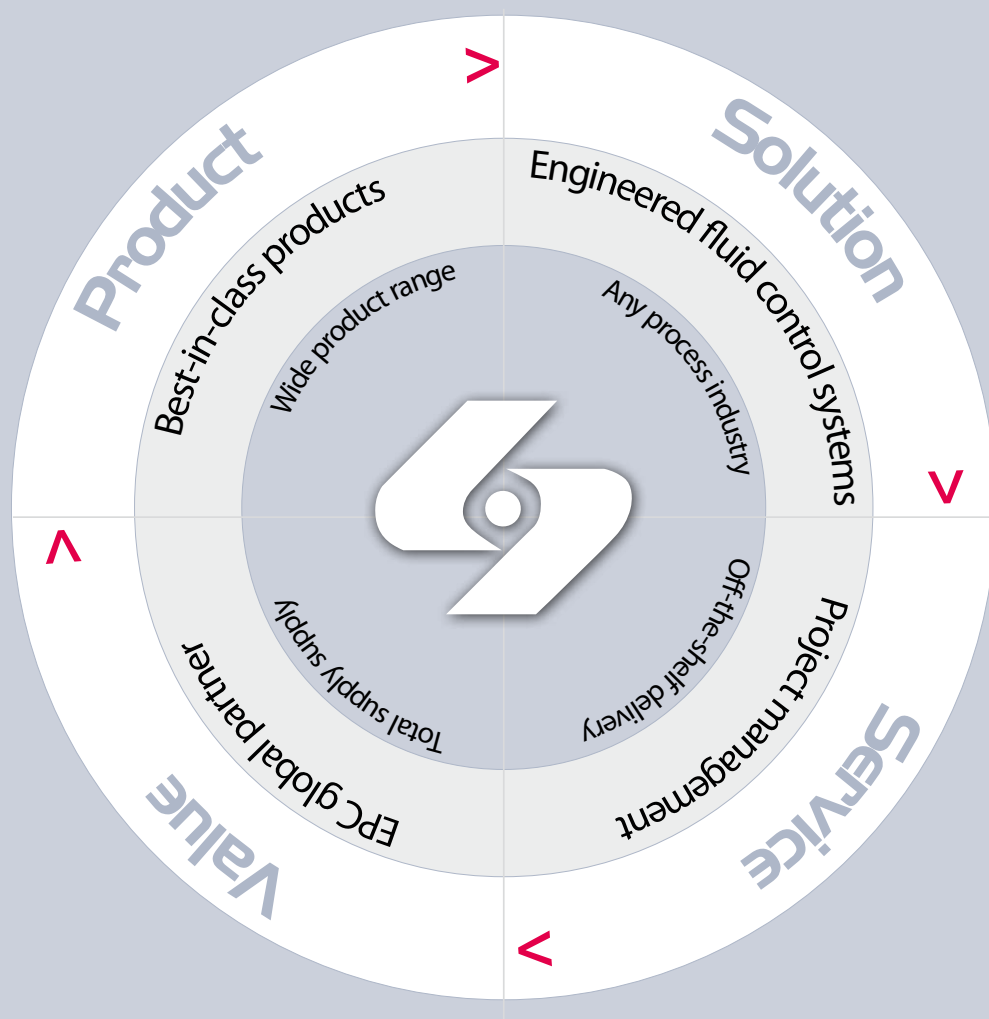 Product
Best-in-class products
Wide product range
>
Solution
Engineered fluid control systems
Any process industry
>
Service
Project management
Off-the-shelf delivery
>
Value
EPC global partner
Total supply supply
>